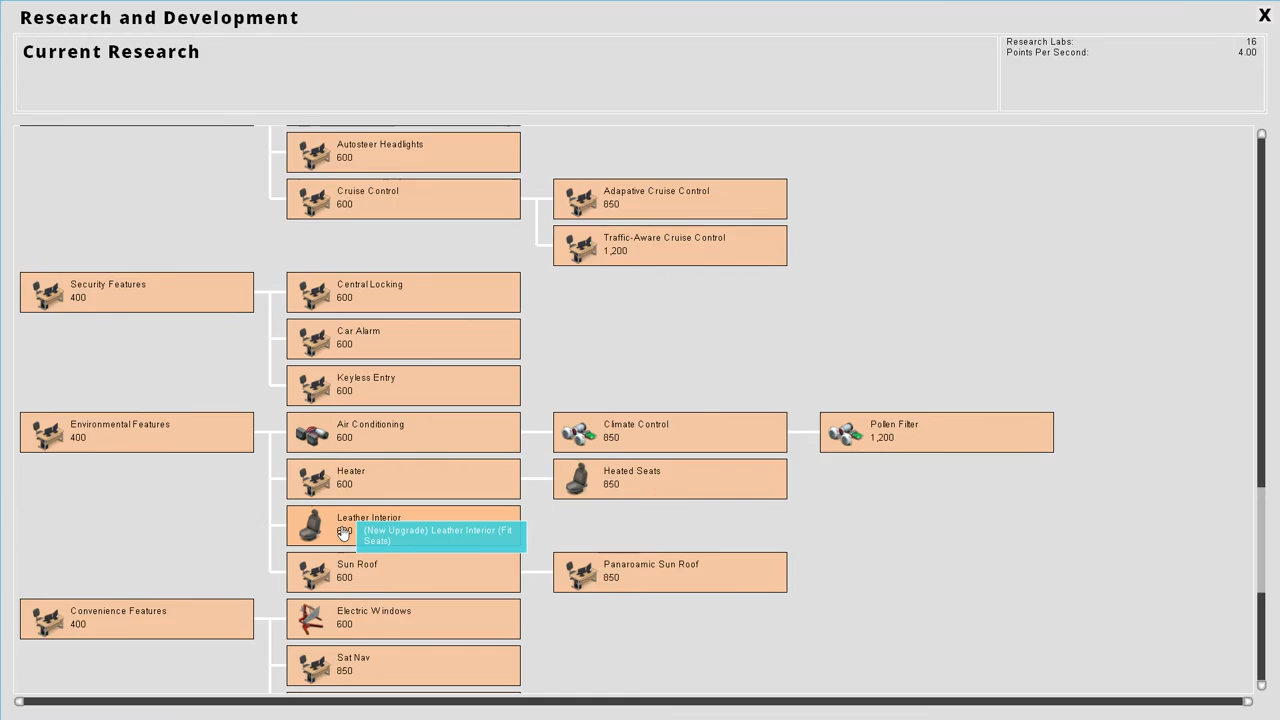 Research and Development
X
Current Research
Research Labs: 16
Points Per Second: 4.00
Autosteer Headlights
600
Cruise Control
600
Adapative Cruise Control
850
Traffic-Aware Cruise Control
1,200
Security Features
400
Central Locking
600
Car Alarm
600
Keyless Entry
600
Environmental Features
400
Air Conditioning
600
Climate Control
850
Pollen Filter
1,200
Heater
600
Heated Seats
850
Leather Interior
(New Upgrade) Leather Interior (Fit
Seats)
Sun Roof
600
Panaroamic Sun Roof
850
Convenience Features
400
Electric Windows
600
Sat Nav
850